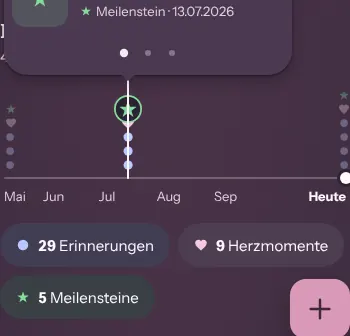 Meilenstein · 13.07.2026
Mai Jun Jul Aug Sep Heute
29 Erinnerungen
9 Herzmomente
5 Meilensteine